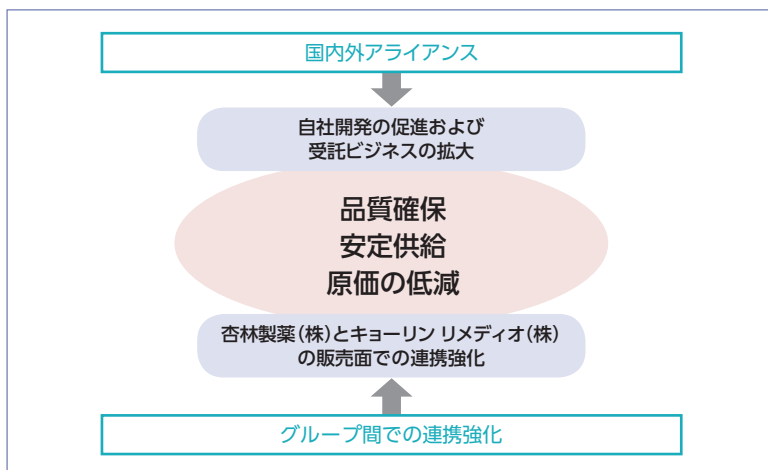 国内外アライアンス
自社開発の促進および
受託ビジネスの拡大
品質確保
安定供給
原価の低減
杏林製薬(株)とキョーリン リメディオ(株)
の販売面での連携強化
グループ間での連携強化